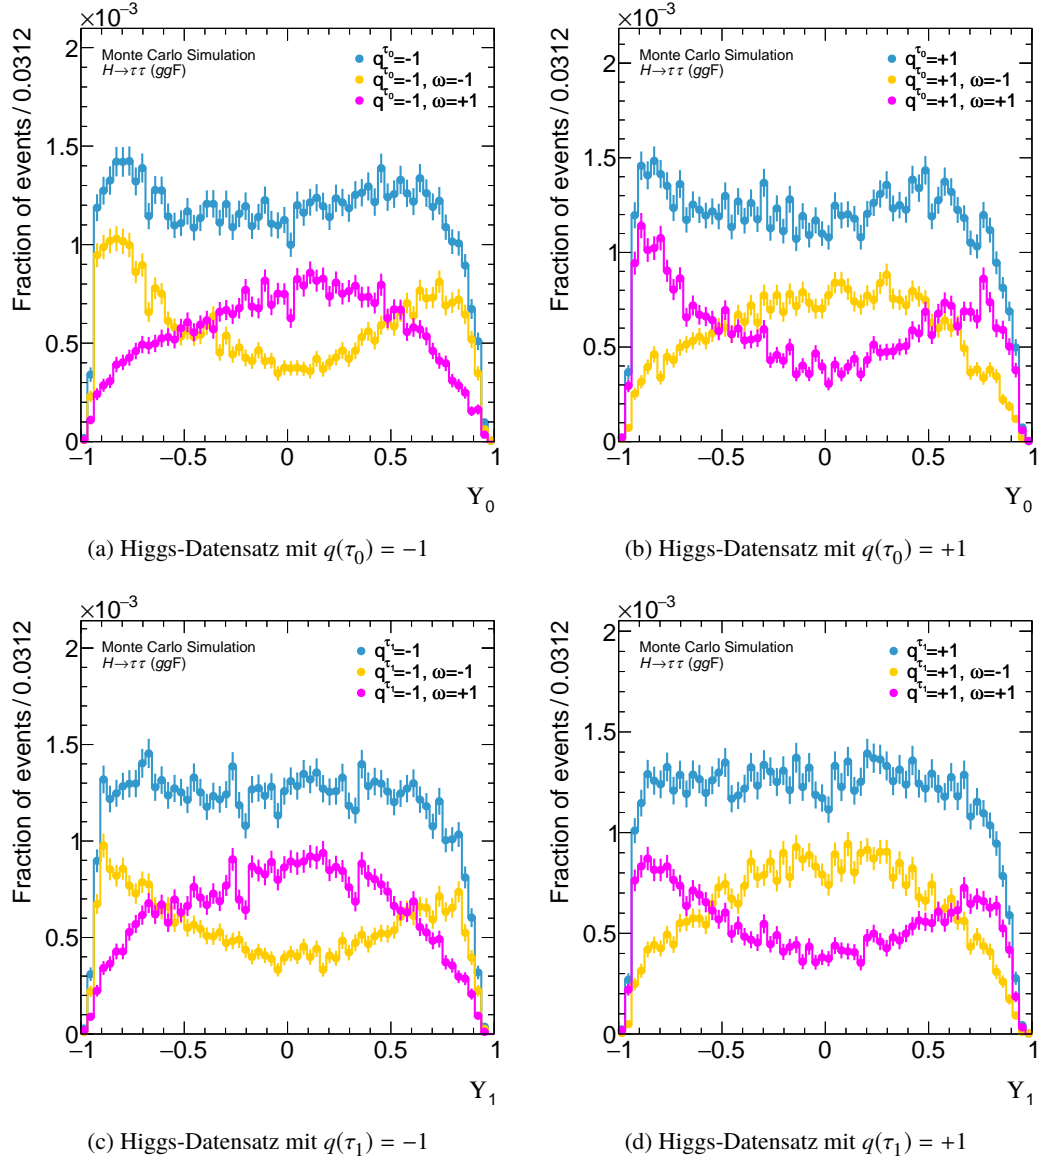 ×10⁻³
Fraction of events / 0.0312
2
1.5
1
0.5
0
Monte Carlo Simulation
H→ττ (ggF)
q^τ₀=-1
q^τ₀=-1, ω=-1
q^τ₀=-1, ω=+1
−1 −0.5 0 0.5 1
Y₀
(a) Higgs-Datensatz mit q(τ₀) = −1
×10⁻³
Fraction of events / 0.0312
2
1.5
1
0.5
0
Monte Carlo Simulation
H→ττ (ggF)
q^τ₀=+1
q^τ₀=+1, ω=-1
q^τ₀=+1, ω=+1
−1 −0.5 0 0.5 1
Y₀
(b) Higgs-Datensatz mit q(τ₀) = +1
×10⁻³
Fraction of events / 0.0312
2
1.5
1
0.5
0
Monte Carlo Simulation
H→ττ (ggF)
q^τ₁=-1
q^τ₁=-1, ω=-1
q^τ₁=-1, ω=+1
−1 −0.5 0 0.5 1
Y₁
(c) Higgs-Datensatz mit q(τ₁) = −1
×10⁻³
Fraction of events / 0.0312
2
1.5
1
0.5
0
Monte Carlo Simulation
H→ττ (ggF)
q^τ₁=+1
q^τ₁=+1, ω=-1
q^τ₁=+1, ω=+1
−1 −0.5 0 0.5 1
Y₁
(d) Higgs-Datensatz mit q(τ₁) = +1